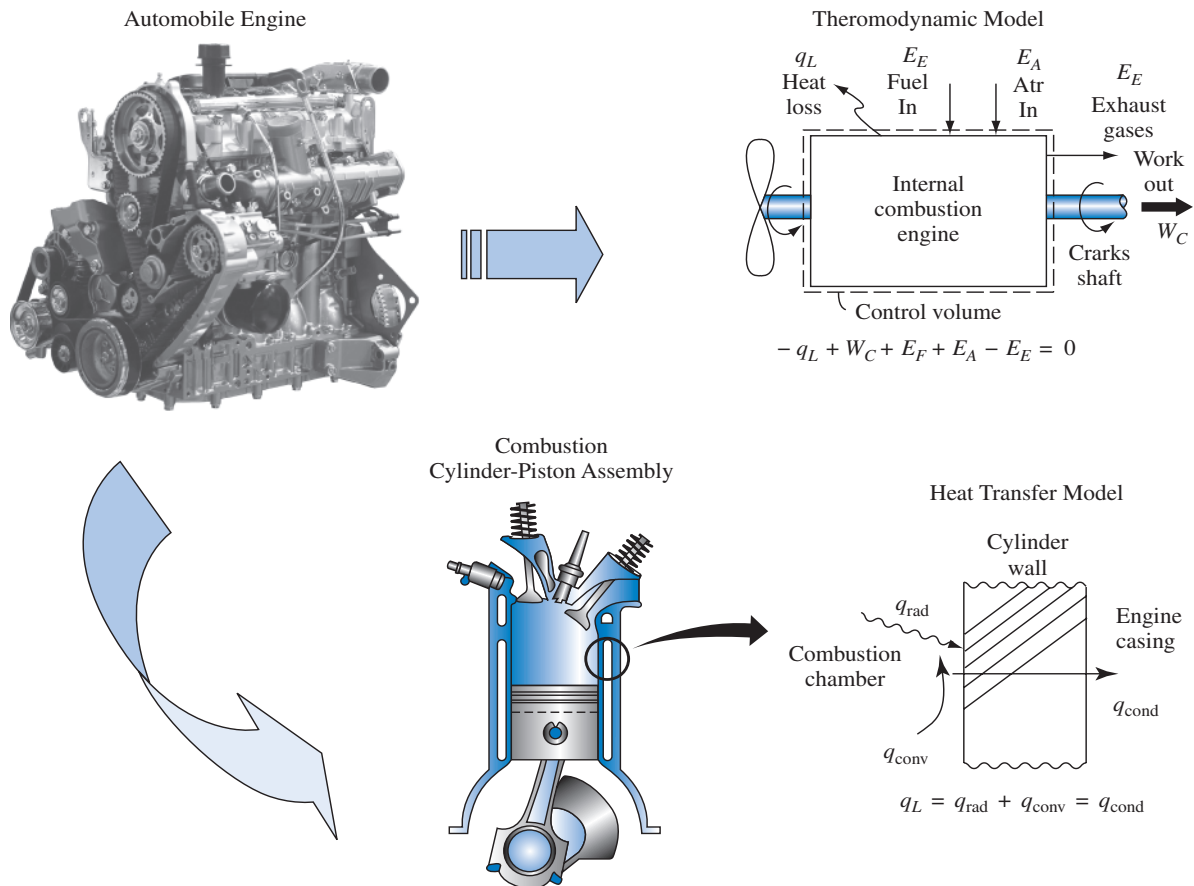 Automobile Engine
Theromodynamic Model
q_L
Heat
loss
E_E
Fuel
In
E_A
Atr
In
E_E
Exhaust
gases
Work
out
W_C
Internal
combustion
engine
Cranks
shaft
Control volume
− q_L + W_C + E_F + E_A − E_E = 0
Combustion
Cylinder-Piston Assembly
Heat Transfer Model
Cylinder
wall
q_rad
Engine
casing
Combustion
chamber
q_cond
q_conv
q_L = q_rad + q_conv = q_cond